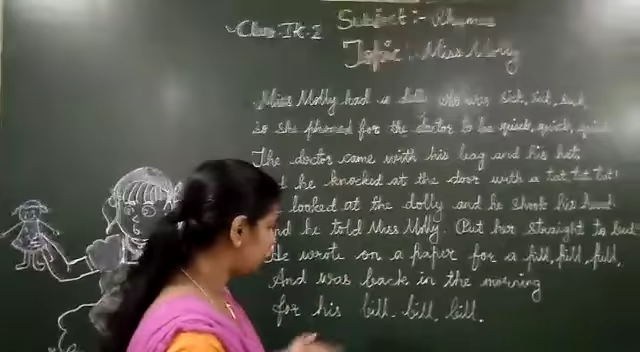 Class :- IK. 2 Subject :- Rhymes
Topic :- Miss Molly
Miss Molly had a dolly who was sick, sick, sick,
so she phoned for the doctor to be quick, quick, quick
The doctor came with his bag and his hat,
he knocked at the door with a tat tat tat!
looked at the dolly and he shook his head
nd he told Miss Molly. Put her straight to bed
He wrote on a paper for a pill, pill, pill,
And was back in the morning
for his bill. bill. bill.